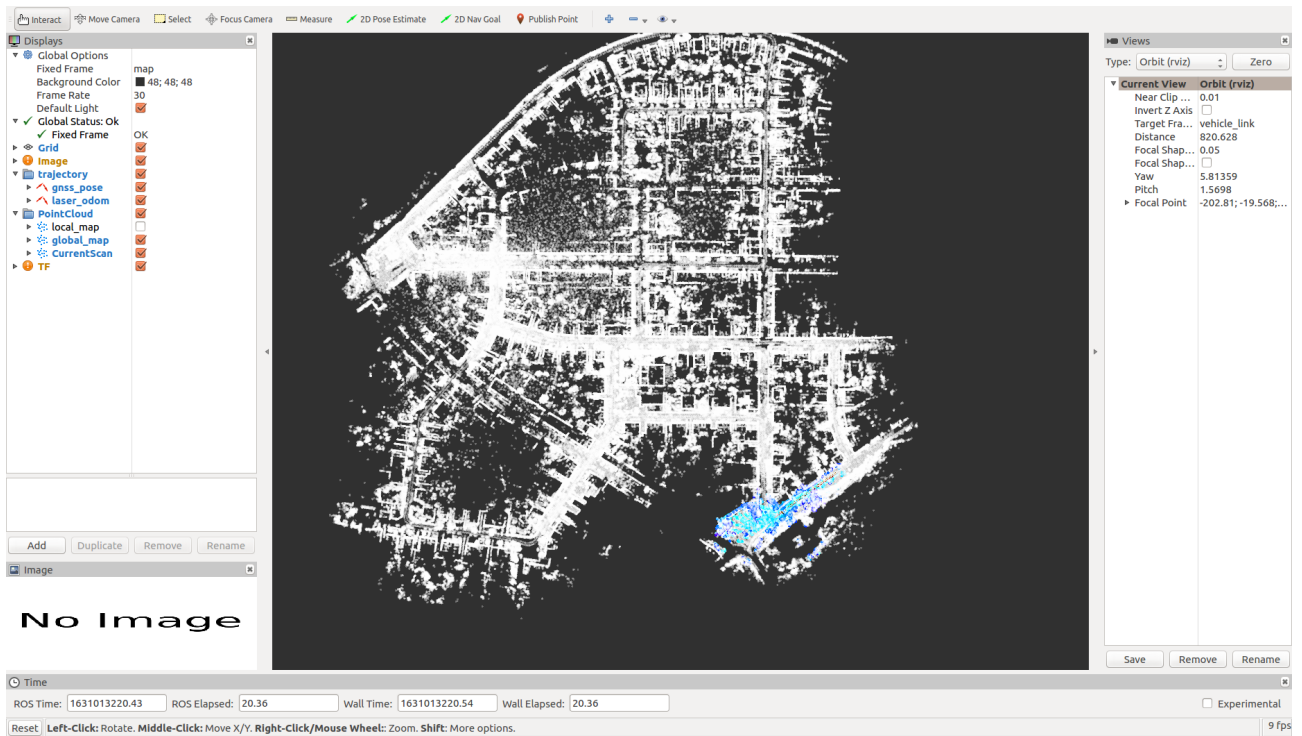 Interact Move Camera Select Focus Camera Measure 2D Pose Estimate 2D Nav Goal Publish Point
Displays
Global Options
Fixed Frame map
Background Color 48; 48; 48
Frame Rate 30
Default Light
Global Status: Ok
Fixed Frame OK
Grid
Image
trajectory
gnss_pose
laser_odom
PointCloud
local_map
global_map
CurrentScan
TF
Add Duplicate Remove Rename
Image
No Image
Views
Type: Orbit (rviz) Zero
Current View Orbit (rviz)
Near Clip ... 0.01
Invert Z Axis
Target Fra... vehicle_link
Distance 820.628
Focal Shap... 0.05
Focal Shap...
Yaw 5.81359
Pitch 1.5698
Focal Point -202.81; -19.568;...
Save Remove Rename
Time
ROS Time: 1631013220.43 ROS Elapsed: 20.36 Wall Time: 1631013220.54 Wall Elapsed: 20.36 Experimental
Reset Left-Click: Rotate. Middle-Click: Move X/Y. Right-Click/Mouse Wheel:: Zoom. Shift: More options. 9 fps